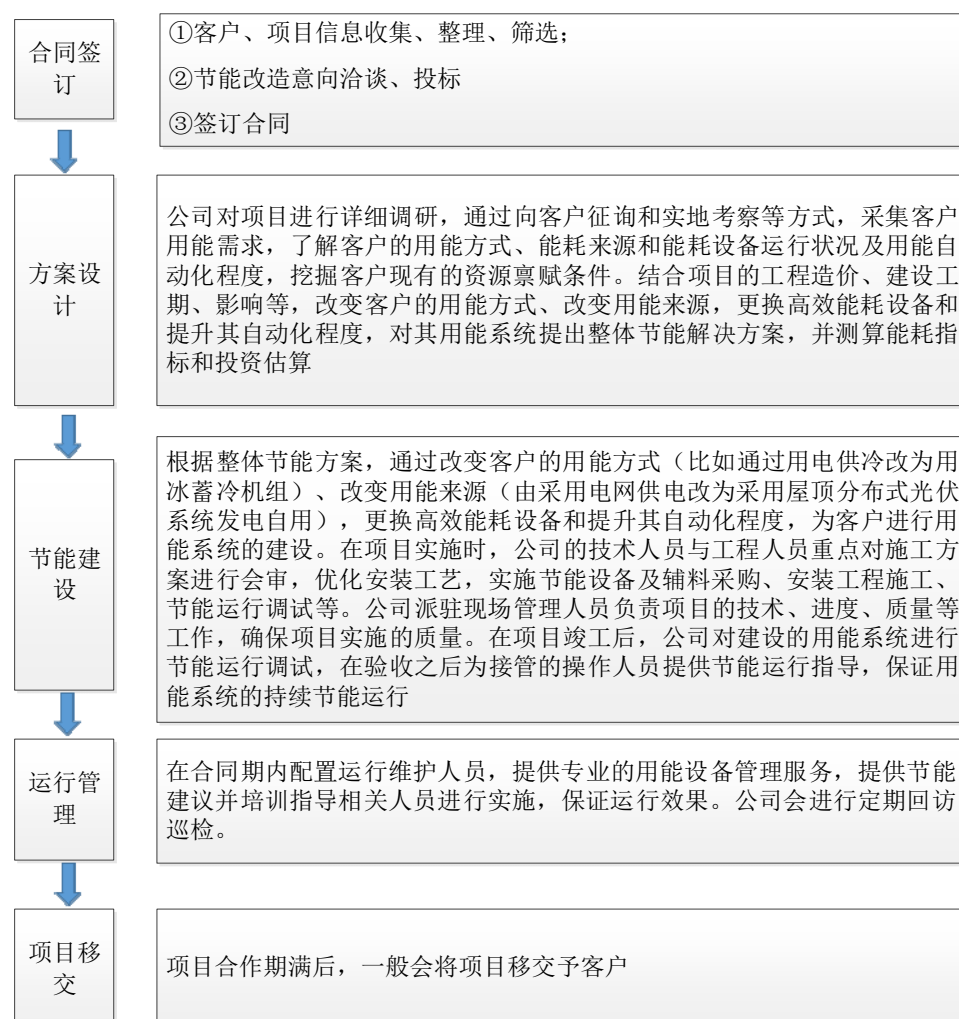 合同签
订
①客户、项目信息收集、整理、筛选；
②节能改造意向洽谈、投标
③签订合同
方案设
计
公司对项目进行详细调研，通过向客户征询和实地考察等方式，采集客户
用能需求，了解客户的用能方式、能耗来源和能耗设备运行状况及用能自
动化程度，挖掘客户现有的资源禀赋条件。结合项目的工程造价、建设工
期、影响等，改变客户的用能方式、改变用能来源，更换高效能耗设备和
提升其自动化程度，对其用能系统提出整体节能解决方案，并测算能耗指
标和投资估算
节能建
设
根据整体节能方案，通过改变客户的用能方式（比如通过用电供冷改为用
冰蓄冷机组）、改变用能来源（由采用电网供电改为采用屋顶分布式光伏
系统发电自用），更换高效能耗设备和提升其自动化程度，为客户进行用
能系统的建设。在项目实施时，公司的技术人员与工程人员重点对施工方
案进行会审，优化安装工艺，实施节能设备及辅料采购、安装工程施工、
节能运行调试等。公司派驻现场管理人员负责项目的技术、进度、质量等
工作，确保项目实施的质量。在项目竣工后，公司对建设的用能系统进行
节能运行调试，在验收之后为接管的操作人员提供节能运行指导，保证用
能系统的持续节能运行
运行管
理
在合同期内配置运行维护人员，提供专业的用能设备管理服务，提供节能
建议并培训指导相关人员进行实施，保证运行效果。公司会进行定期回访
巡检。
项目移
交
项目合作期满后，一般会将项目移交予客户